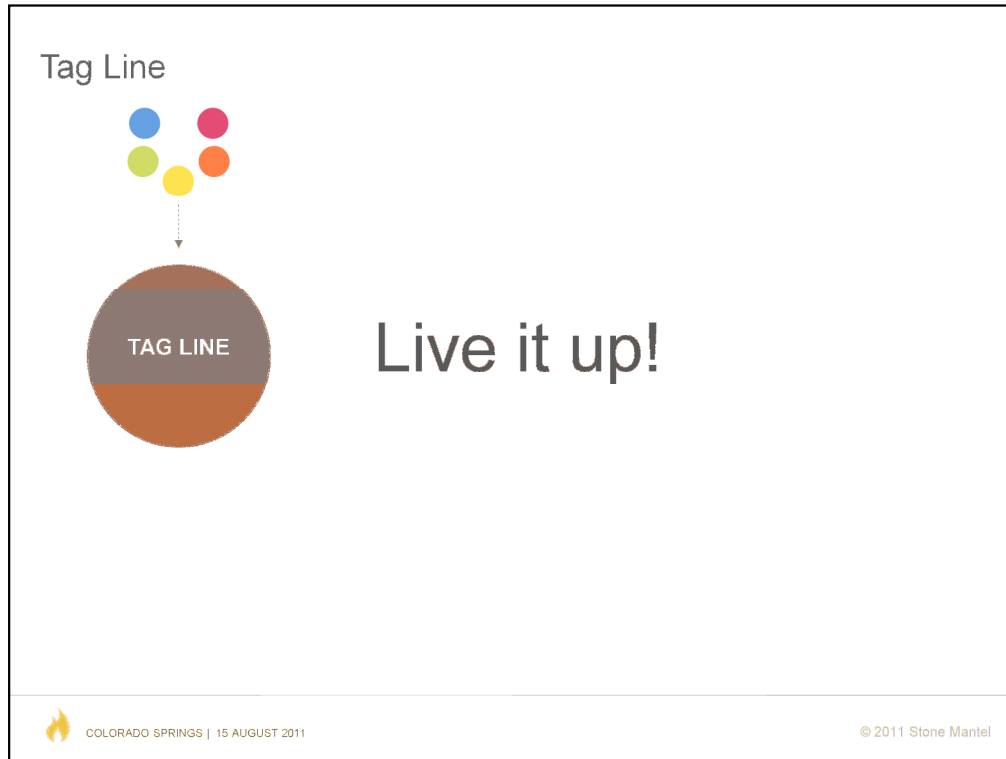 Tag Line
TAG LINE
Live it up!
COLORADO SPRINGS | 15 AUGUST 2011
© 2011 Stone Mantel